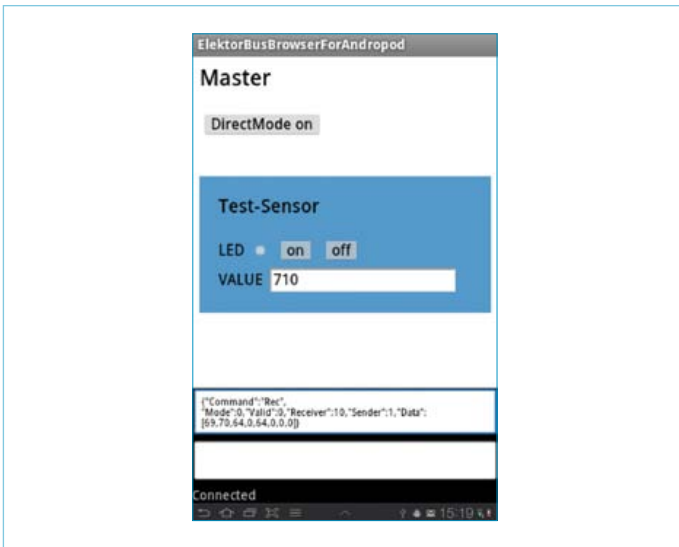 ElektorBusBrowserForAndropod
Master
DirectMode on
Test-Sensor
LED on off
VALUE 710
{"Command":"Rec",
"Mode":0,"Valid":0,"Receiver":10,"Sender":1,"Data":
[69,70,64,0,64,0,0,0]}
Connected
15:19